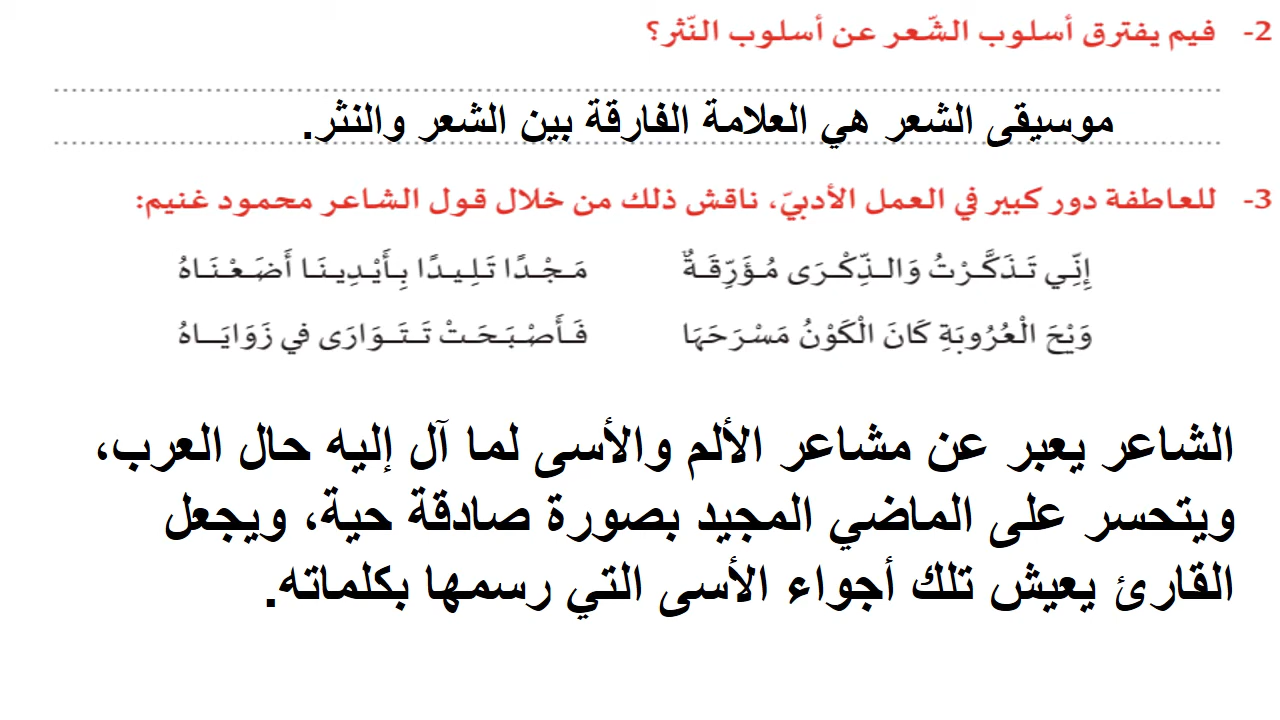 2- فيم يفترق أسلوب الشّعر عن أسلوب النّثر؟
موسيقى الشعر هي العلامة الفارقة بين الشعر والنثر.
3- للعاطفة دور كبير في العمل الأدبيّ، ناقش ذلك من خلال قول الشاعر محمود غنيم:
إِنِّي تَذَكَّرْتُ وَالذِّكْرَى مُؤَرِّقَةٌ مَجْدًا تَلِيدًا بِأَيْدِينَا أَضَعْنَاهُ
وَيْحَ الْعُرُوبَةِ كَانَ الْكَوْنُ مَسْرَحَهَا فَأَصْبَحَتْ تَتَوَارَى في زَوَايَاهُ
الشاعر يعبر عن مشاعر الألم والأسى لما آل إليه حال العرب،
ويتحسر على الماضي المجيد بصورة صادقة حية، ويجعل
القارئ يعيش تلك أجواء الأسى التي رسمها بكلماته.